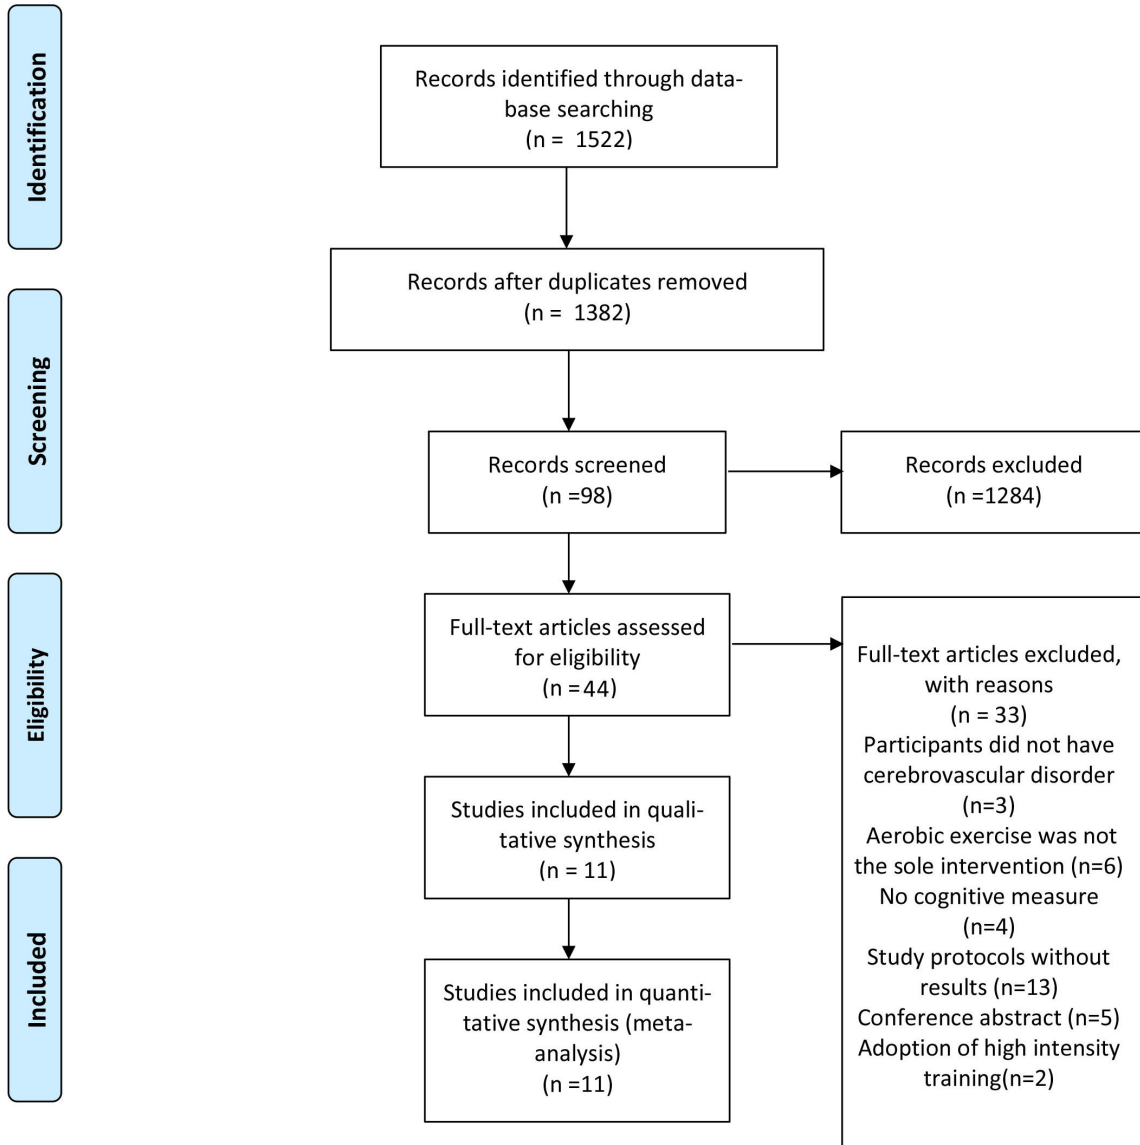 Identification
Records identified through data-
base searching
(n = 1522)
Records after duplicates removed
(n = 1382)
Screening
Records screened
(n =98)
Records excluded
(n =1284)
Eligibility
Full-text articles assessed
for eligibility
(n =44)
Full-text articles excluded,
with reasons
(n = 33)
Participants did not have
cerebrovascular disorder
(n=3)
Aerobic exercise was not
the sole intervention (n=6)
No cognitive measure
(n=4)
Study protocols without
results (n=13)
Conference abstract (n=5)
Adoption of high intensity
training(n=2)
Studies included in quali-
tative synthesis
(n = 11)
Included
Studies included in quanti-
tative synthesis (meta-
analysis)
(n =11)